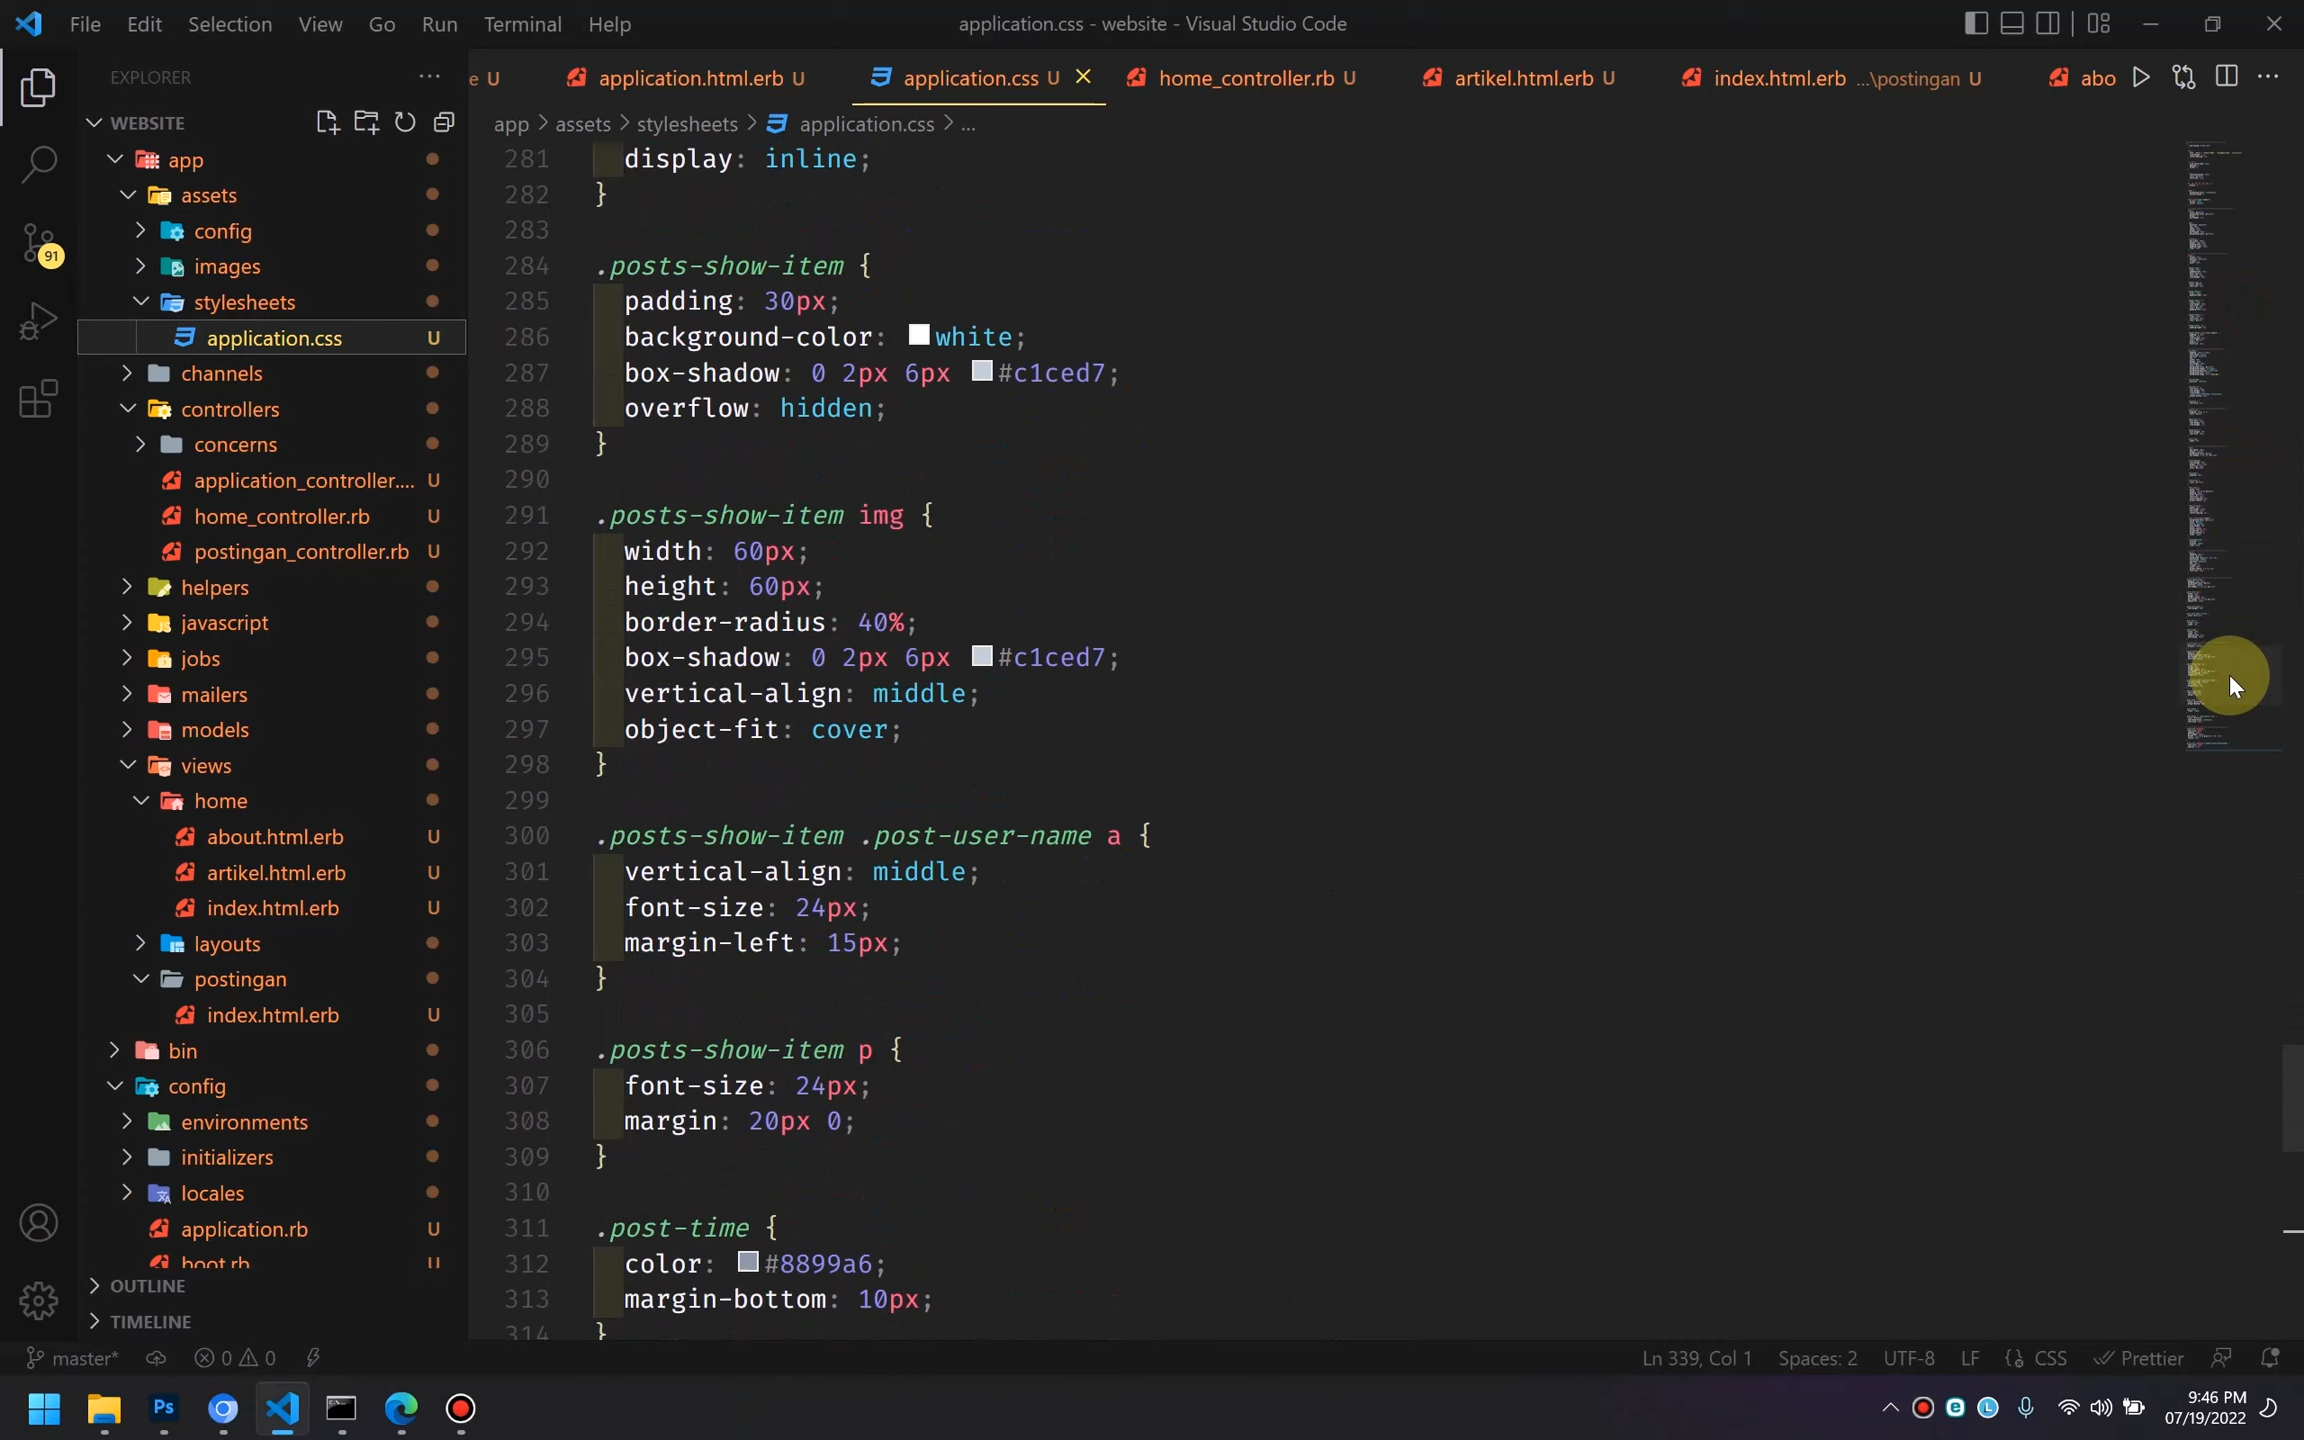 File Edit Selection View Go Run Terminal Help
application.css - website - Visual Studio Code
EXPLORER
e U
application.html.erb U
application.css U
home_controller.rb U
artikel.html.erb U
index.html.erb ...\postingan U
abo
app > assets > stylesheets > application.css > ...
WEBSITE
app
assets
config
images
stylesheets
application.css U
channels
controllers
concerns
application_controller.... U
home_controller.rb U
postingan_controller.rb U
helpers
javascript
jobs
mailers
models
views
home
about.html.erb U
artikel.html.erb U
index.html.erb U
layouts
postingan
index.html.erb U
bin
config
environments
initializers
locales
application.rb U
boot.rb U
OUTLINE
TIMELINE
91
281 display: inline;
282 }
283
284 .posts-show-item {
285 padding: 30px;
286 background-color: white;
287 box-shadow: 0 2px 6px #c1ced7;
288 overflow: hidden;
289 }
290
291 .posts-show-item img {
292 width: 60px;
293 height: 60px;
294 border-radius: 40%;
295 box-shadow: 0 2px 6px #c1ced7;
296 vertical-align: middle;
297 object-fit: cover;
298 }
299
300 .posts-show-item .post-user-name a {
301 vertical-align: middle;
302 font-size: 24px;
303 margin-left: 15px;
304 }
305
306 .posts-show-item p {
307 font-size: 24px;
308 margin: 20px 0;
309 }
310
311 .post-time {
312 color: #8899a6;
313 margin-bottom: 10px;
314 }
master* 0 0 Ln 339, Col 1 Spaces: 2 UTF-8 LF {} CSS Prettier
Ps
9:46 PM
07/19/2022